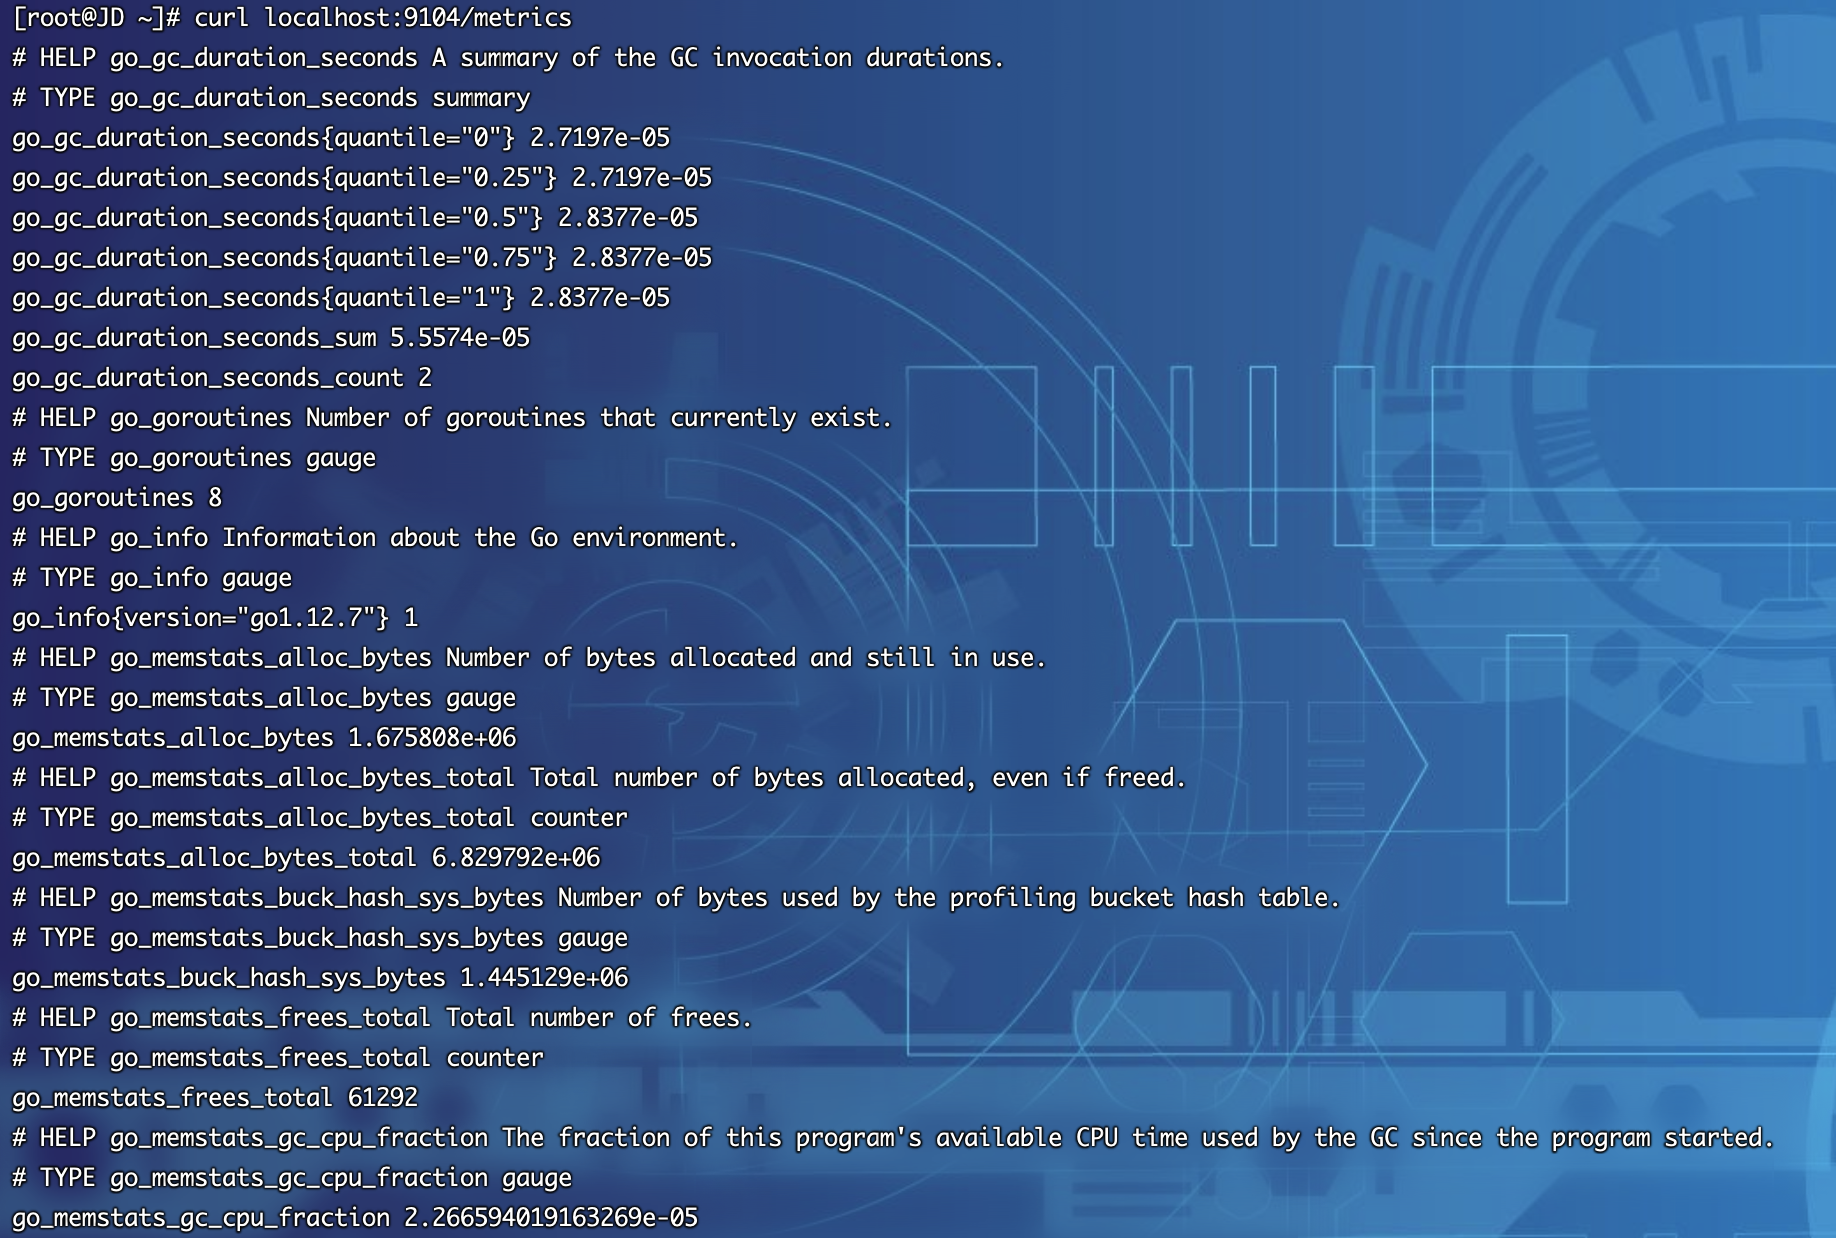 [root@JD ~]# curl localhost:9104/metrics
# HELP go_gc_duration_seconds A summary of the GC invocation durations.
# TYPE go_gc_duration_seconds summary
go_gc_duration_seconds{quantile="0"} 2.7197e-05
go_gc_duration_seconds{quantile="0.25"} 2.7197e-05
go_gc_duration_seconds{quantile="0.5"} 2.8377e-05
go_gc_duration_seconds{quantile="0.75"} 2.8377e-05
go_gc_duration_seconds{quantile="1"} 2.8377e-05
go_gc_duration_seconds_sum 5.5574e-05
go_gc_duration_seconds_count 2
# HELP go_goroutines Number of goroutines that currently exist.
# TYPE go_goroutines gauge
go_goroutines 8
# HELP go_info Information about the Go environment.
# TYPE go_info gauge
go_info{version="go1.12.7"} 1
# HELP go_memstats_alloc_bytes Number of bytes allocated and still in use.
# TYPE go_memstats_alloc_bytes gauge
go_memstats_alloc_bytes 1.675808e+06
# HELP go_memstats_alloc_bytes_total Total number of bytes allocated, even if freed.
# TYPE go_memstats_alloc_bytes_total counter
go_memstats_alloc_bytes_total 6.829792e+06
# HELP go_memstats_buck_hash_sys_bytes Number of bytes used by the profiling bucket hash table.
# TYPE go_memstats_buck_hash_sys_bytes gauge
go_memstats_buck_hash_sys_bytes 1.445129e+06
# HELP go_memstats_frees_total Total number of frees.
# TYPE go_memstats_frees_total counter
go_memstats_frees_total 61292
# HELP go_memstats_gc_cpu_fraction The fraction of this program's available CPU time used by the GC since the program started.
# TYPE go_memstats_gc_cpu_fraction gauge
go_memstats_gc_cpu_fraction 2.266594019163269e-05